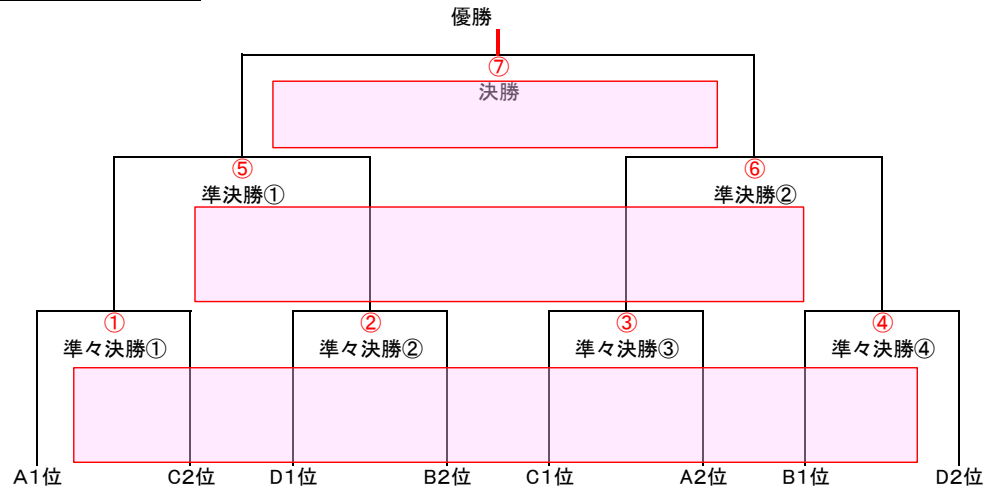 優勝
⑦
決勝
⑤ ⑥
準決勝① 準決勝②
① ② ③ ④
準々決勝① 準々決勝② 準々決勝③ 準々決勝④
A1位 C2位 D1位 B2位 C1位 A2位 B1位 D2位